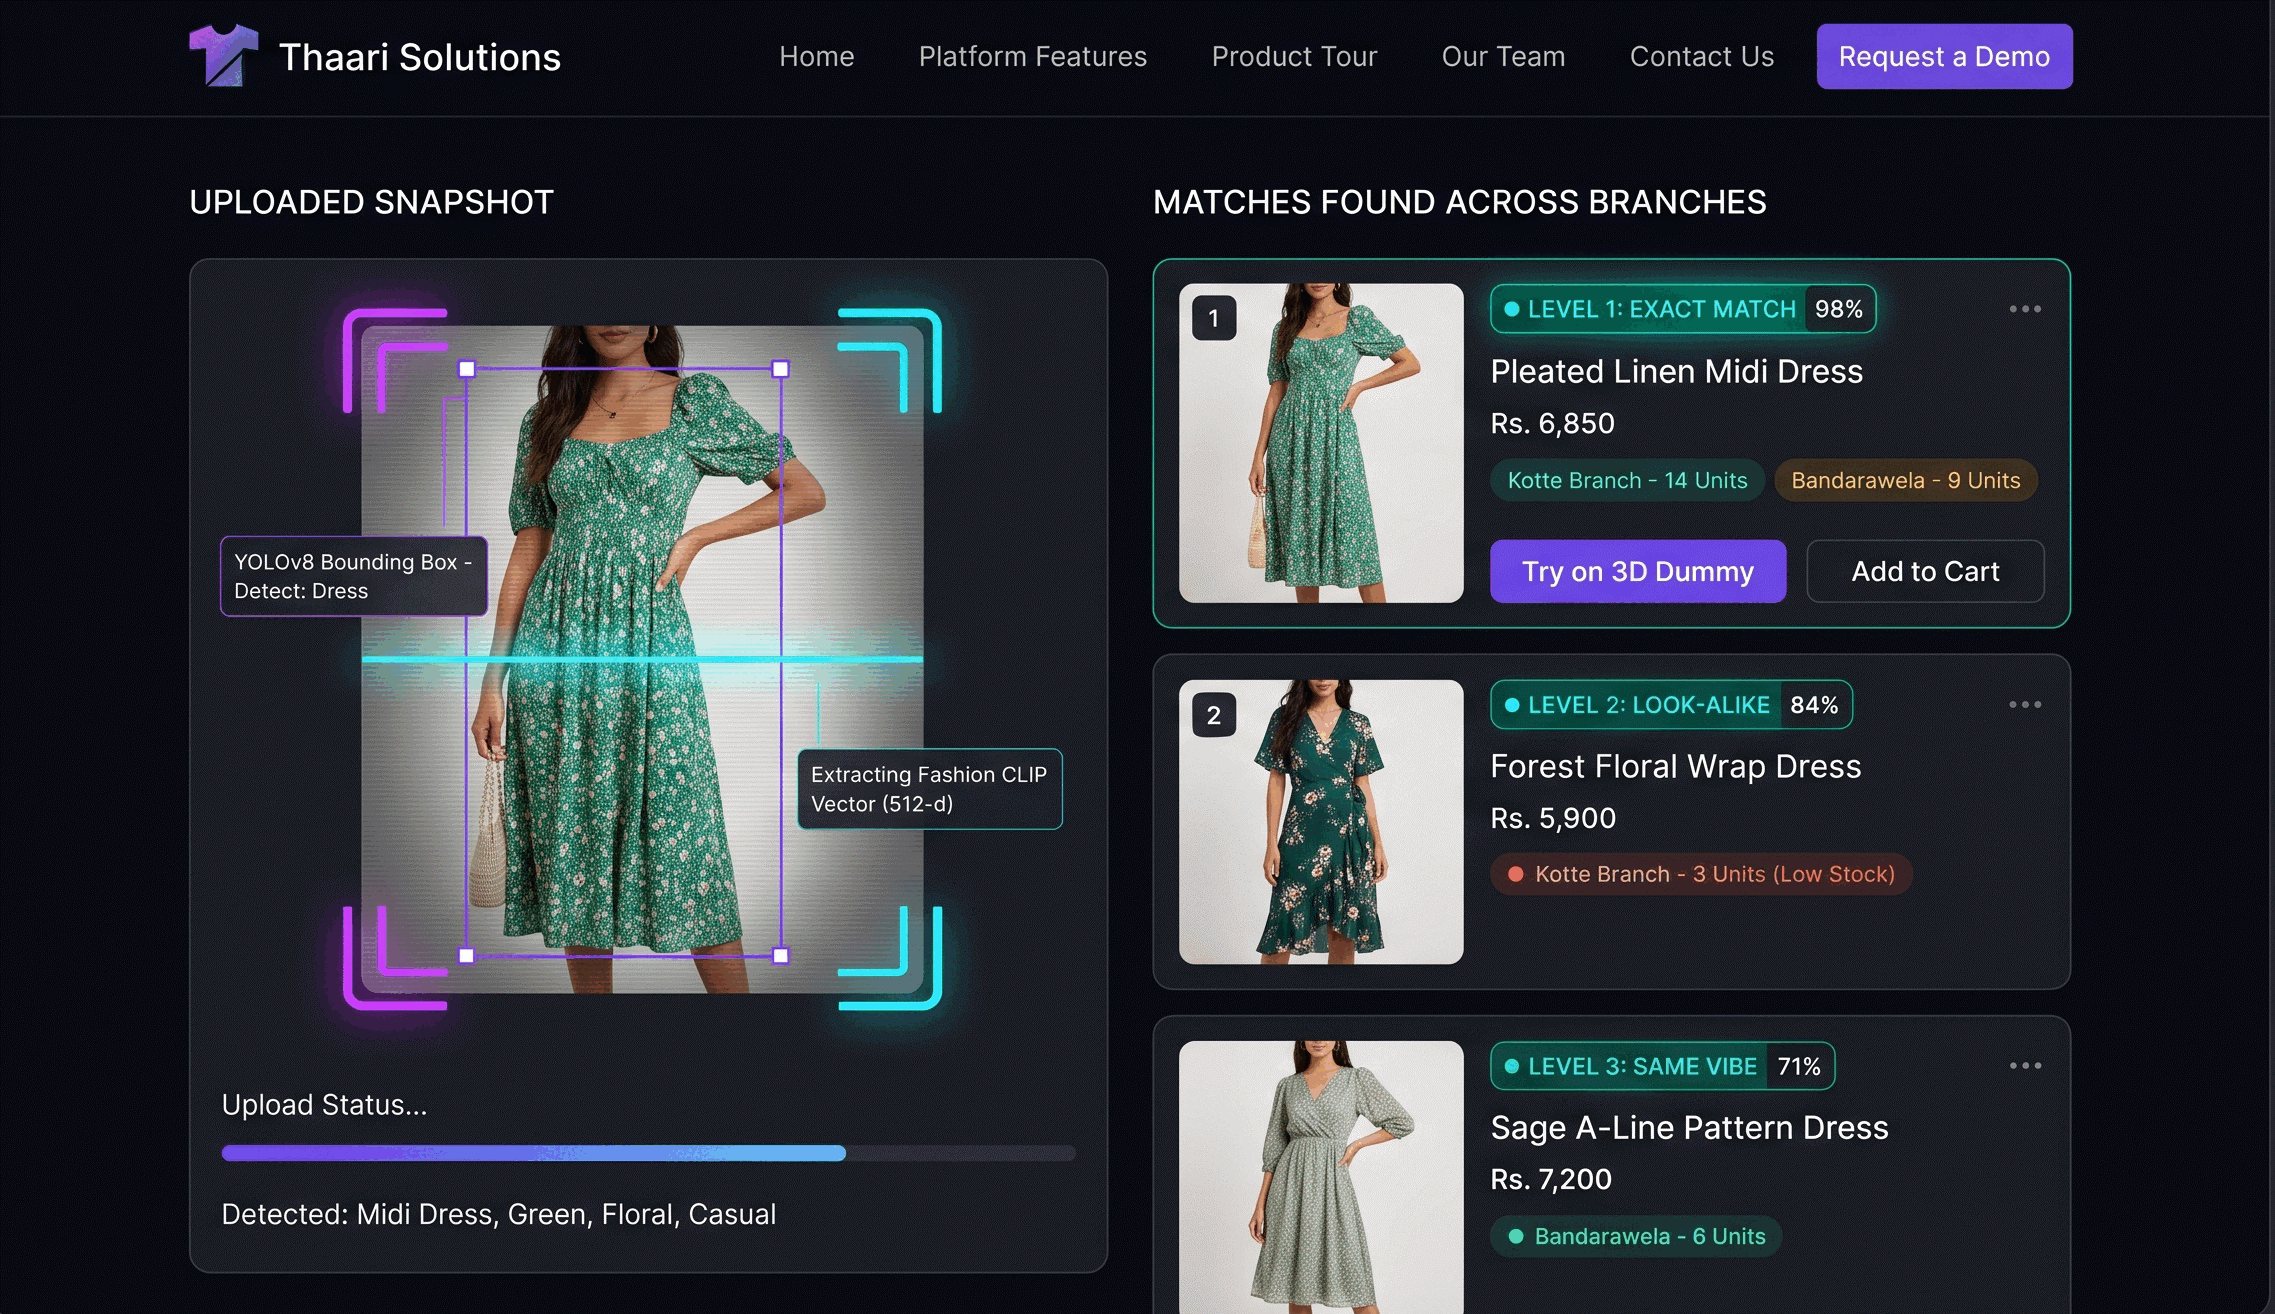 Thaari Solutions
Home
Platform Features
Product Tour
Our Team
Contact Us
Request a Demo
UPLOADED SNAPSHOT
YOLOv8 Bounding Box -
Detect: Dress
Extracting Fashion CLIP
Vector (512-d)
Upload Status...
Detected: Midi Dress, Green, Floral, Casual
MATCHES FOUND ACROSS BRANCHES
1
LEVEL 1: EXACT MATCH 98%
Pleated Linen Midi Dress
Rs. 6,850
Kotte Branch - 14 Units
Bandarawela - 9 Units
Try on 3D Dummy
Add to Cart
2
LEVEL 2: LOOK-ALIKE 84%
Forest Floral Wrap Dress
Rs. 5,900
Kotte Branch - 3 Units (Low Stock)
LEVEL 3: SAME VIBE 71%
Sage A-Line Pattern Dress
Rs. 7,200
Bandarawela - 6 Units